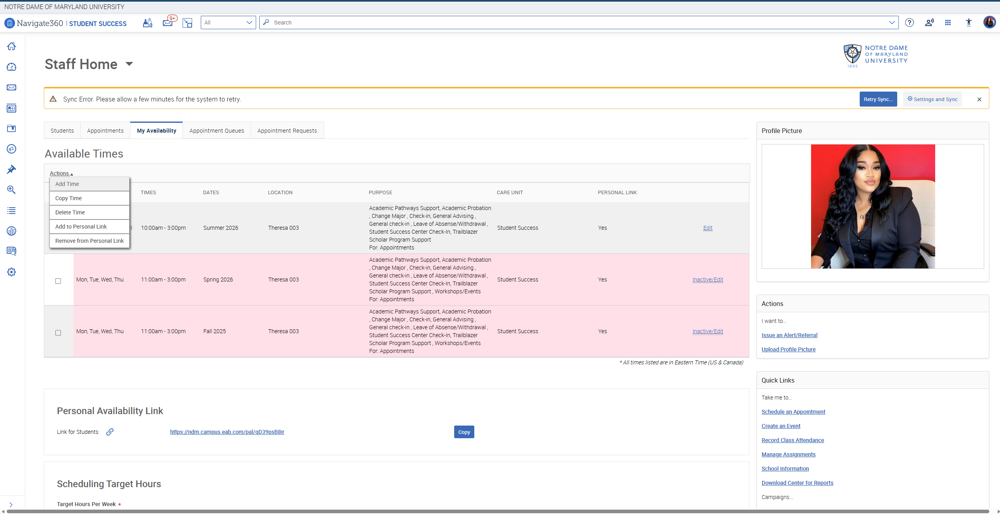 NOTRE DAME OF MARYLAND UNIVERSITY
Navigate360 | STUDENT SUCCESS
9+
All
Search
Staff Home
NOTRE DAME
OF MARYLAND
UNIVERSITY
1895
Sync Error. Please allow a few minutes for the system to retry.
Retry Sync...
Settings and Sync
Students
Appointments
My Availability
Appointment Queues
Appointment Requests
Available Times
Actions
Add Time
Copy Time
Delete Time
Add to Personal Link
Remove from Personal Link
TIMES
DATES
LOCATION
PURPOSE
CARE UNIT
PERSONAL LINK
ri
10:00am - 3:00pm
Summer 2026
Theresa 003
Academic Pathways Support, Academic Probation
, Change Major , Check-in, General Advising ,
General check-in , Leave of Absense/Withdrawal ,
Student Success Center Check-In, Trailblazer
Scholar Program Support
For: Appointments
Student Success
Yes
Edit
Mon, Tue, Wed, Thu
11:00am - 3:00pm
Spring 2026
Theresa 003
Academic Pathways Support, Academic Probation
, Change Major , Check-in, General Advising ,
General check-in , Leave of Absense/Withdrawal ,
Student Success Center Check-In, Trailblazer
Scholar Program Support , Workshops/Events
For: Appointments
Student Success
Yes
Inactive/Edit
Mon, Tue, Wed, Thu
11:00am - 3:00pm
Fall 2025
Theresa 003
Academic Pathways Support, Academic Probation
, Change Major , Check-in, General Advising ,
General check-in , Leave of Absense/Withdrawal ,
Student Success Center Check-In, Trailblazer
Scholar Program Support , Workshops/Events
For: Appointments
Student Success
Yes
Inactive/Edit
* All times listed are in Eastern Time (US & Canada)
Personal Availability Link
Link for Students:
https://ndm.campus.eab.com/pal/qD39psB8Ir
Copy
Scheduling Target Hours
Target Hours Per Week *
Profile Picture
Actions
I want to...
Issue an Alert/Referral
Upload Profile Picture
Quick Links
Take me to...
Schedule an Appointment
Create an Event
Record Class Attendance
Manage Assignments
School Information
Download Center for Reports
Campaigns...